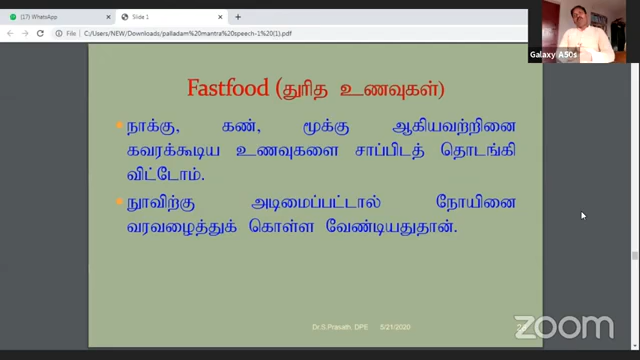 (17) WhatsApp
Slide 1
File | C:/Users/NEW/Downloads/palladam%20mantra%20speech-1%20(1).pdf
Galaxy A50s
Fastfood (துரித உணவுகள்)
நாக்கு, கண், மூக்கு ஆகியவற்றினை
கவரக்கூடிய உணவுகளை சாப்பிடத் தொடங்கி
விட்டோம்.
நுாவிற்கு அடிமைப்பட்டால் நோயினை
வரவழைத்துக் கொள்ள வேண்டியதுதான்.
Dr.S.Prasath, DPE 5/21/2020
zoom